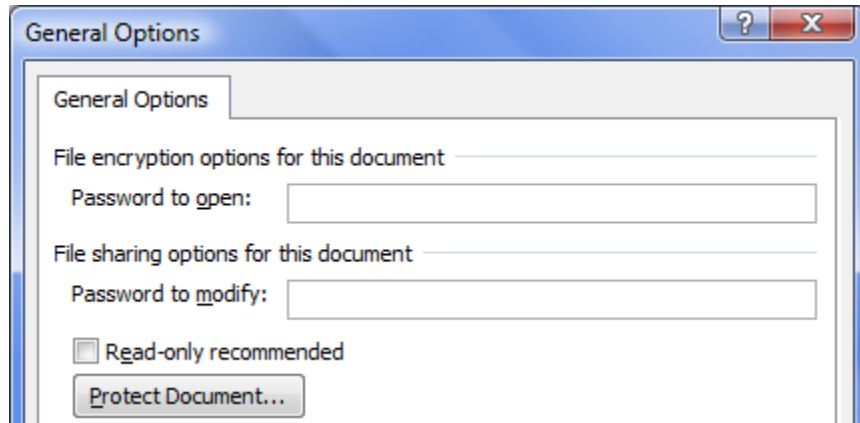 General Options
General Options
File encryption options for this document
Password to open:
File sharing options for this document
Password to modify:
Read-only recommended
Protect Document...